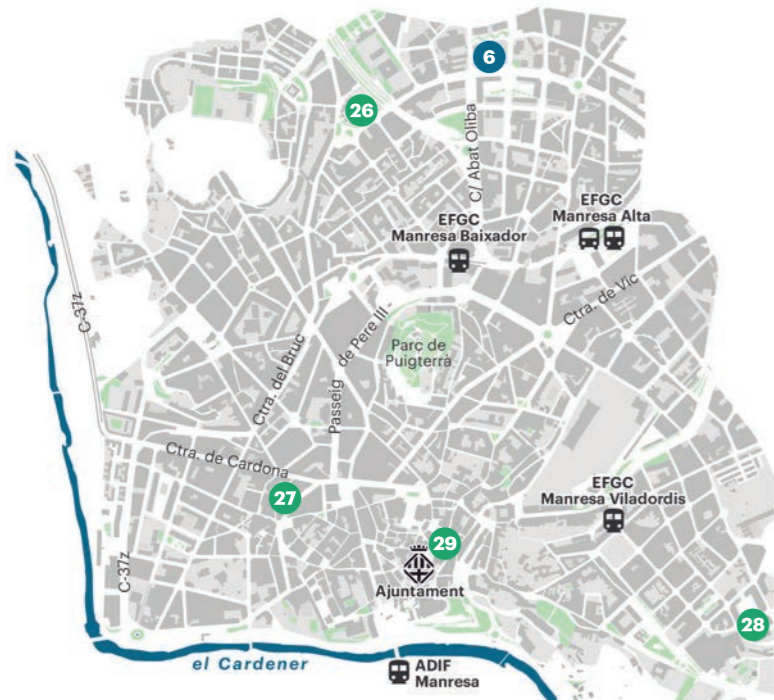 6
26
C/ Abat Oliba
EFGC
Manresa Alta
EFGC
Manresa Baixador
C-37z
Ctra. de Vic
Passeig de Pere III
Parc de
Puigterrà
Ctra. del Bruc
Ctra. de Cardona
27
EFGC
Manresa Viladordis
29
Ajuntament
C-37z
28
el Cardener
ADIF
Manresa